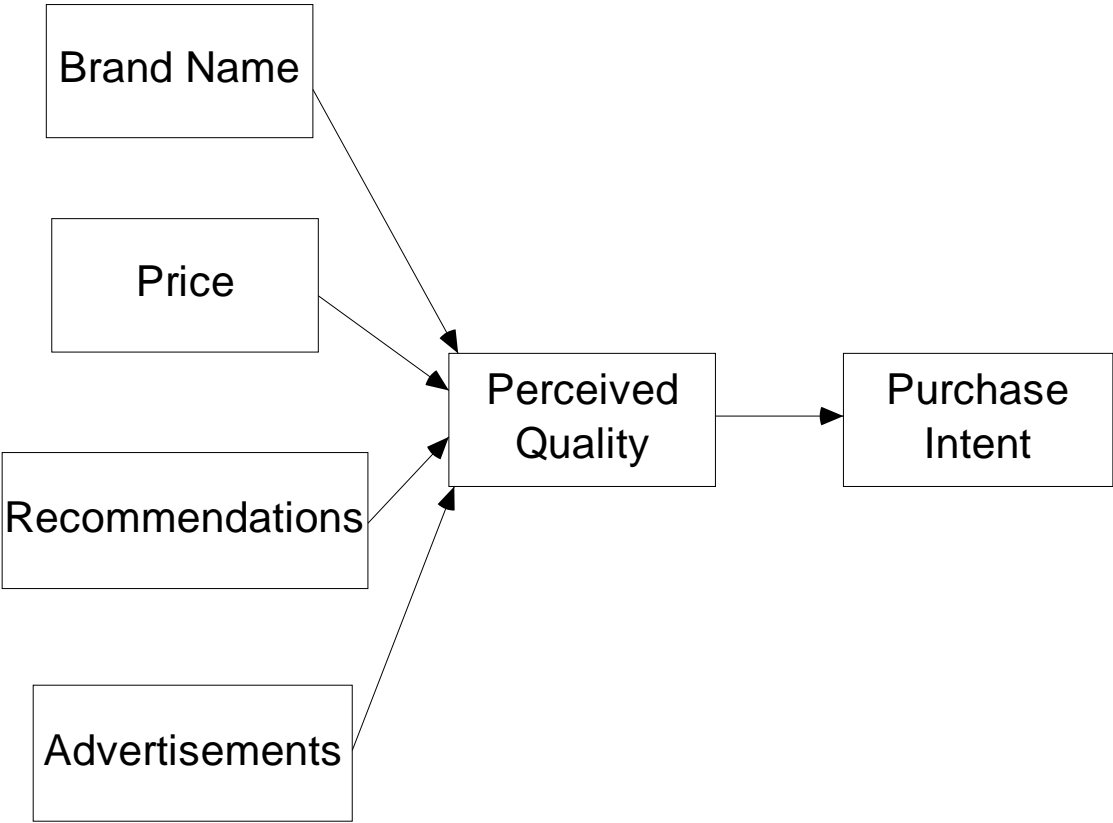 Brand Name
Price
Recommendations
Advertisements
Perceived
Quality
Purchase
Intent